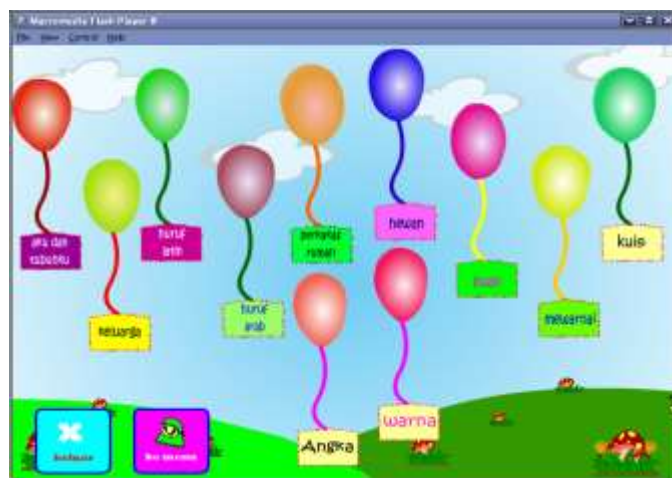 Macromedia Flash Player 8
File View Control Help
aku dan
tubuhku
keluarga
huruf
latin
huruf
arab
perkakas
rumah
hewan
mewarnai
kuis
Angka
warna